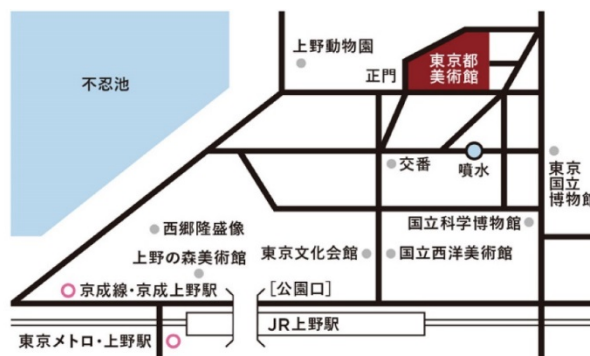 上野動物園
東京都
美術館
正門
不忍池
交番
噴水
東京
国立
博物館
西郷隆盛像
国立科学博物館
上野の森美術館
東京文化会館
国立西洋美術館
京成線・京成上野駅
[公園口]
JR上野駅
東京メトロ・上野駅